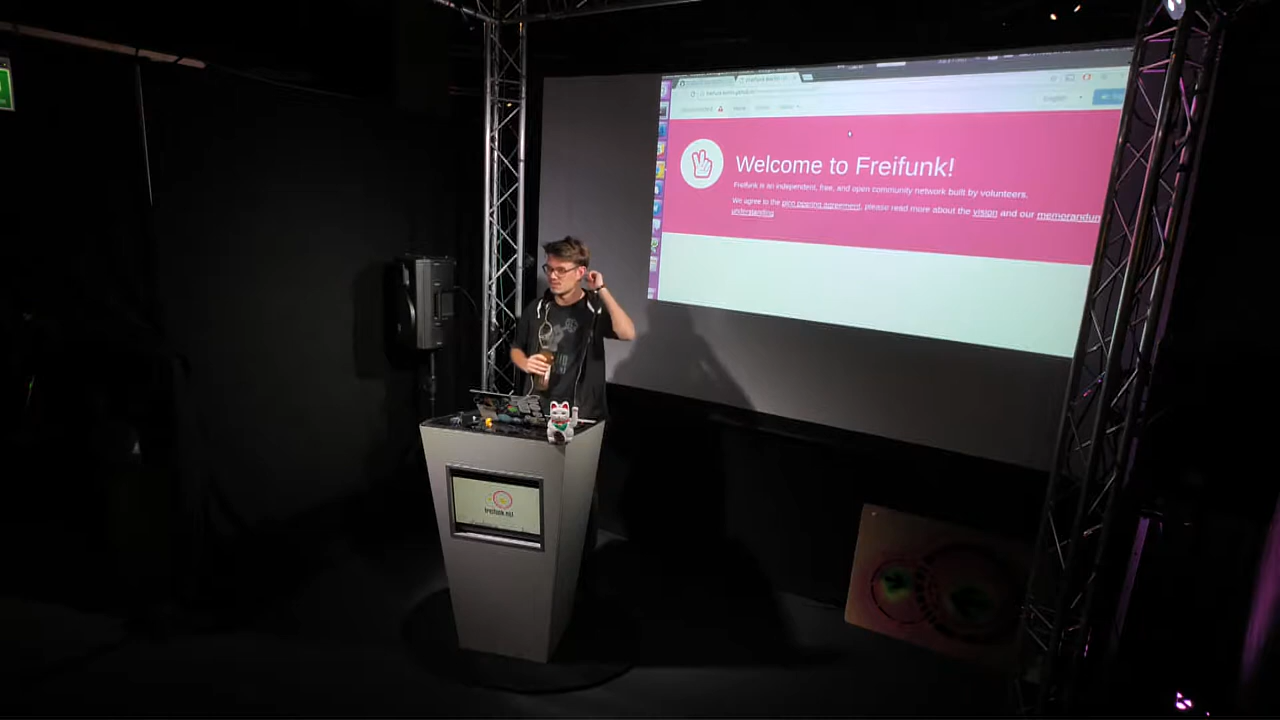 English
Welcome to Freifunk!
Freifunk is an independent, free, and open community network built by volunteers.
We agree to the pico peering agreement, please read more about the vision and our memorandum
understanding
freifunk.net